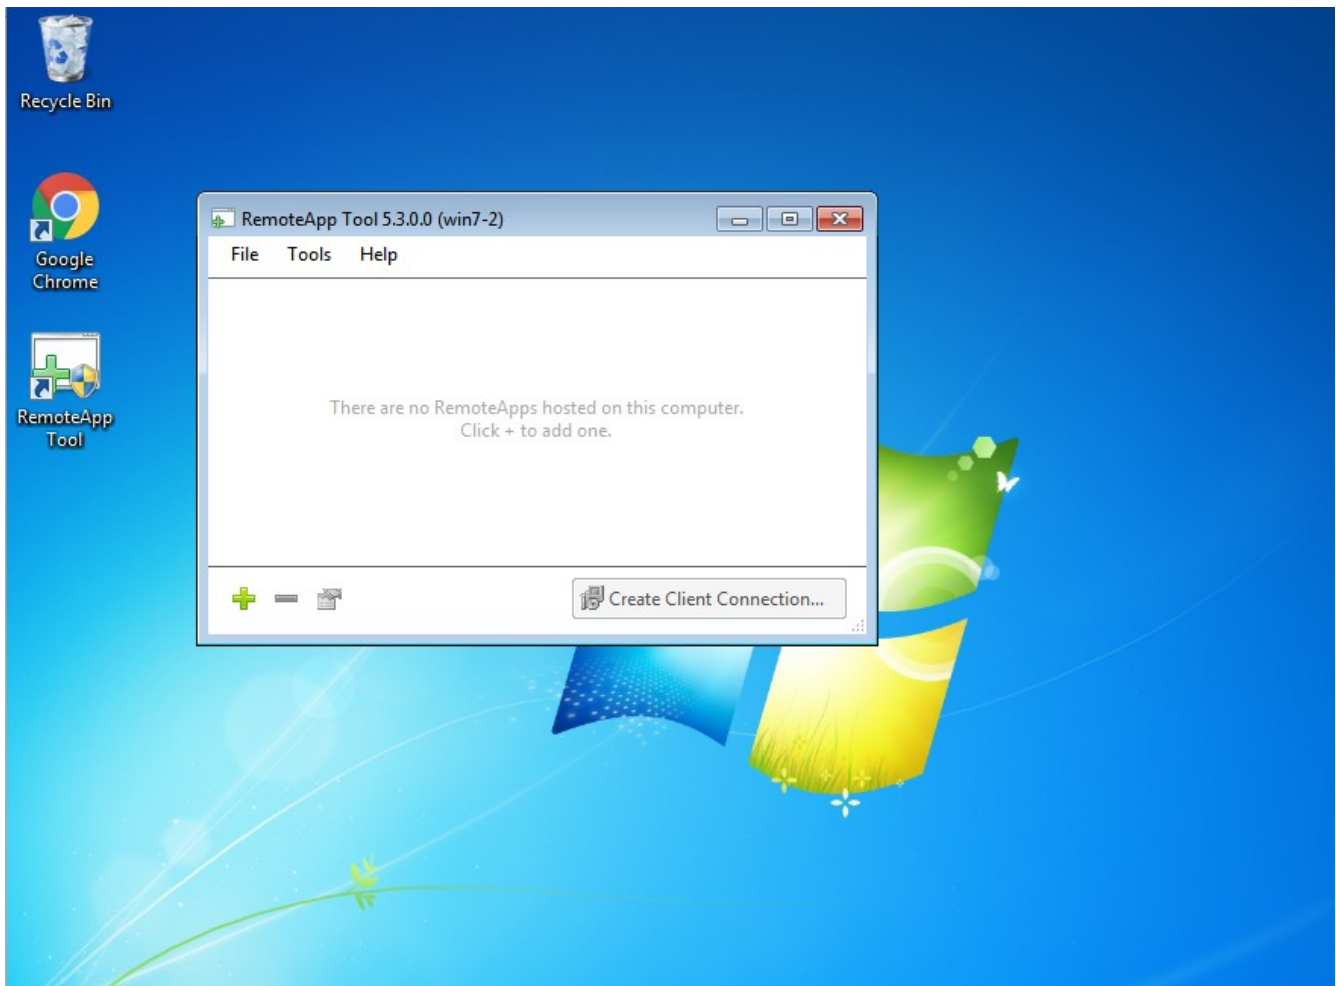 Recycle Bin
Google
Chrome
RemoteApp
Tool
RemoteApp Tool 5.3.0.0 (win7-2)
File Tools Help
There are no RemoteApps hosted on this computer.
Click + to add one.
Create Client Connection...